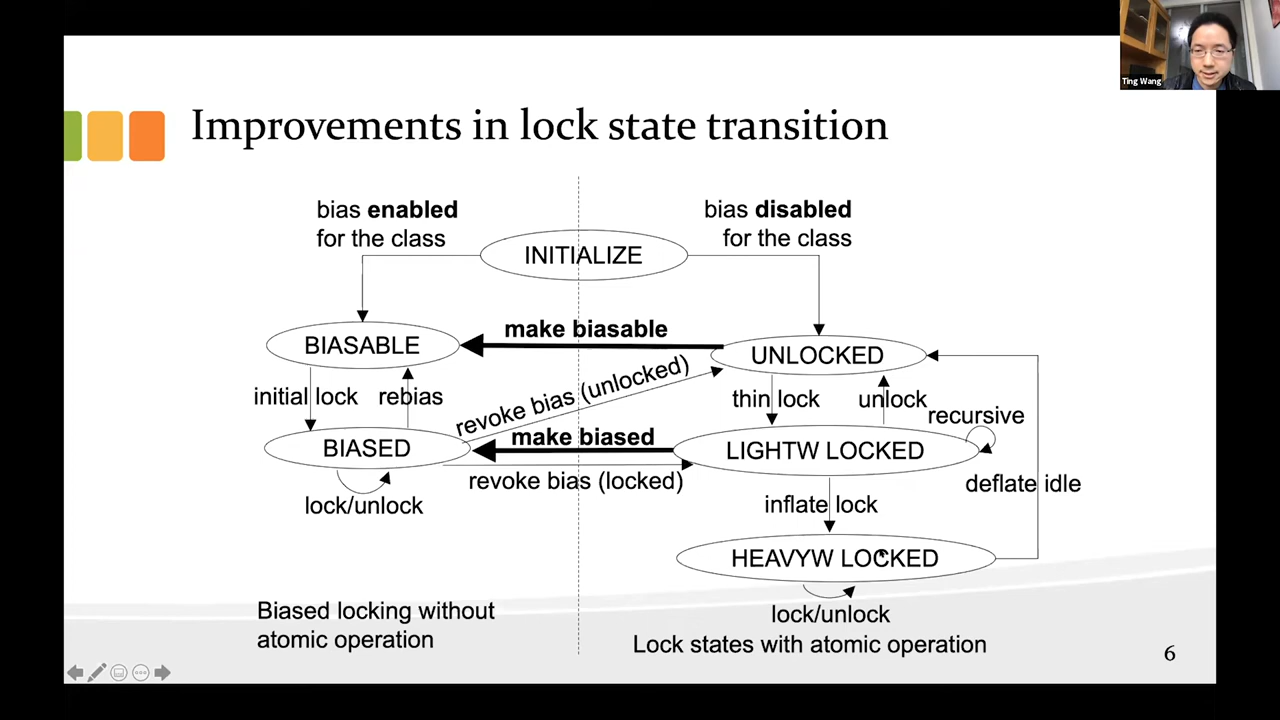 Ting Wang
Improvements in lock state transition
bias enabled
for the class
bias disabled
for the class
INITIALIZE
make biasable
BIASABLE
UNLOCKED
initial lock
rebias
revoke bias (unlocked)
thin lock
unlock
recursive
make biased
BIASED
LIGHTW LOCKED
revoke bias (locked)
deflate idle
lock/unlock
inflate lock
HEAVYW LOCKED
lock/unlock
Biased locking without
atomic operation
Lock states with atomic operation
6